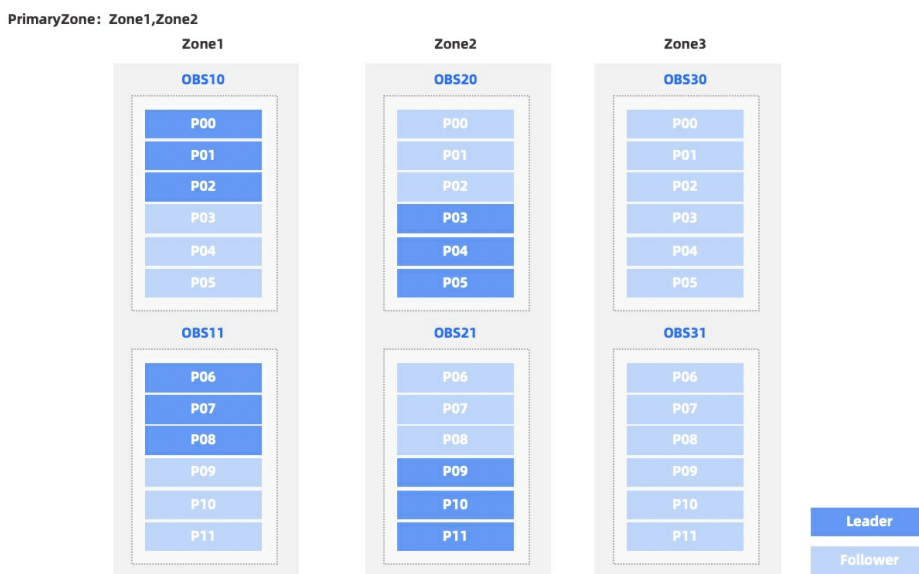 PrimaryZone：Zone1,Zone2
Zone1
OBS10
P00
P01
P02
P03
P04
P05
OBS11
P06
P07
P08
P09
P10
P11
Zone2
OBS20
P00
P01
P02
P03
P04
P05
OBS21
P06
P07
P08
P09
P10
P11
Zone3
OBS30
P00
P01
P02
P03
P04
P05
OBS31
P06
P07
P08
P09
P10
P11
Leader
Follower